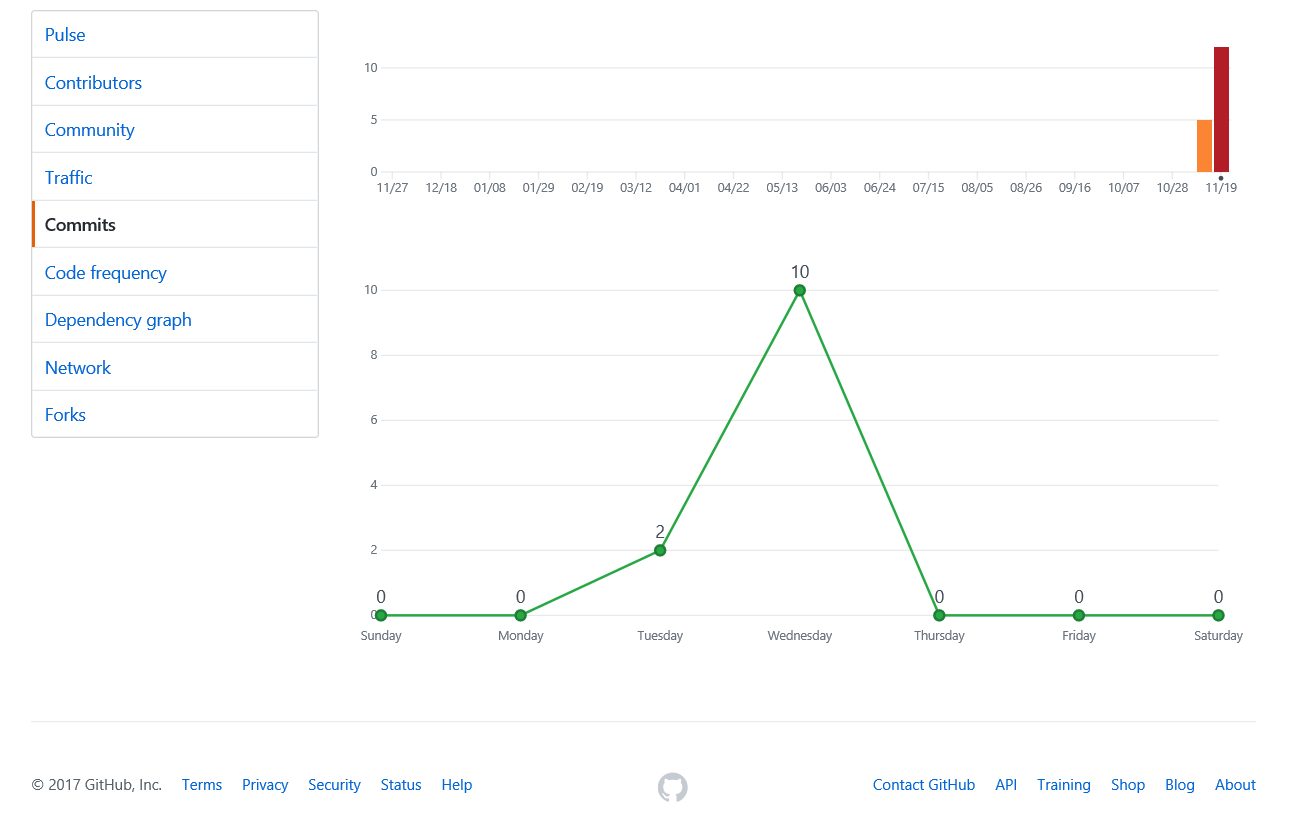 Pulse
Contributors
Community
Traffic
Commits
Code frequency
Dependency graph
Network
Forks
10
5
0
11/27 12/18 01/08 01/29 02/19 03/12 04/01 04/22 05/13 06/03 06/24 07/15 08/05 08/26 09/16 10/07 10/28 11/19
10
10
8
6
4
2
2
0 0 0 0 0
0
Sunday Monday Tuesday Wednesday Thursday Friday Saturday
© 2017 GitHub, Inc. Terms Privacy Security Status Help Contact GitHub API Training Shop Blog About